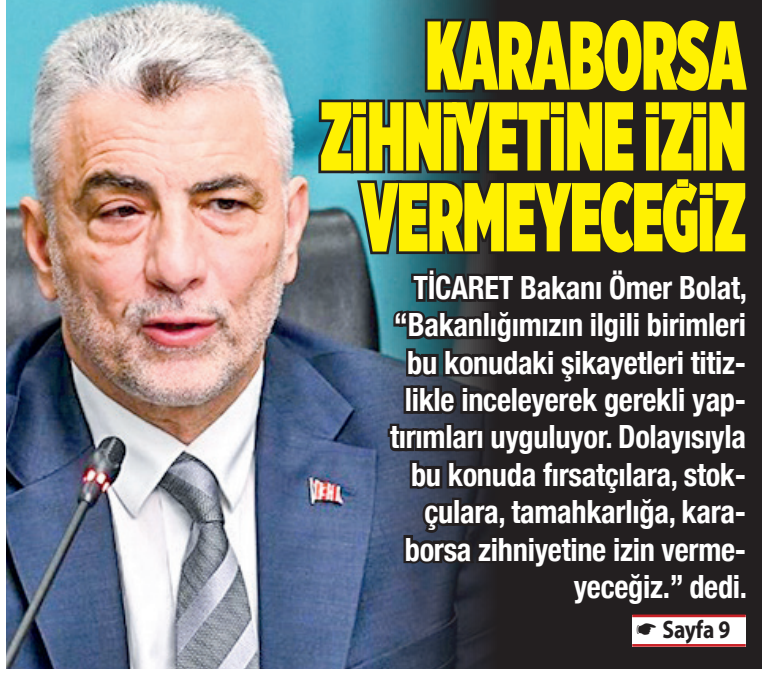 KARABORSA
ZİHNİYETİNE İZİN
VERMEYECEĞİZ
TİCARET Bakanı Ömer Bolat,
“Bakanlığımızın ilgili birimleri
bu konudaki şikayetleri titiz-
likle inceleyerek gerekli yap-
tırımları uyguluyor. Dolayısıyla
bu konuda fırsatçılara, stok-
çulara, tamahkarlığa, kara-
borsa zihniyetine izin verme-
yeceğiz.” dedi.
☛ Sayfa 9